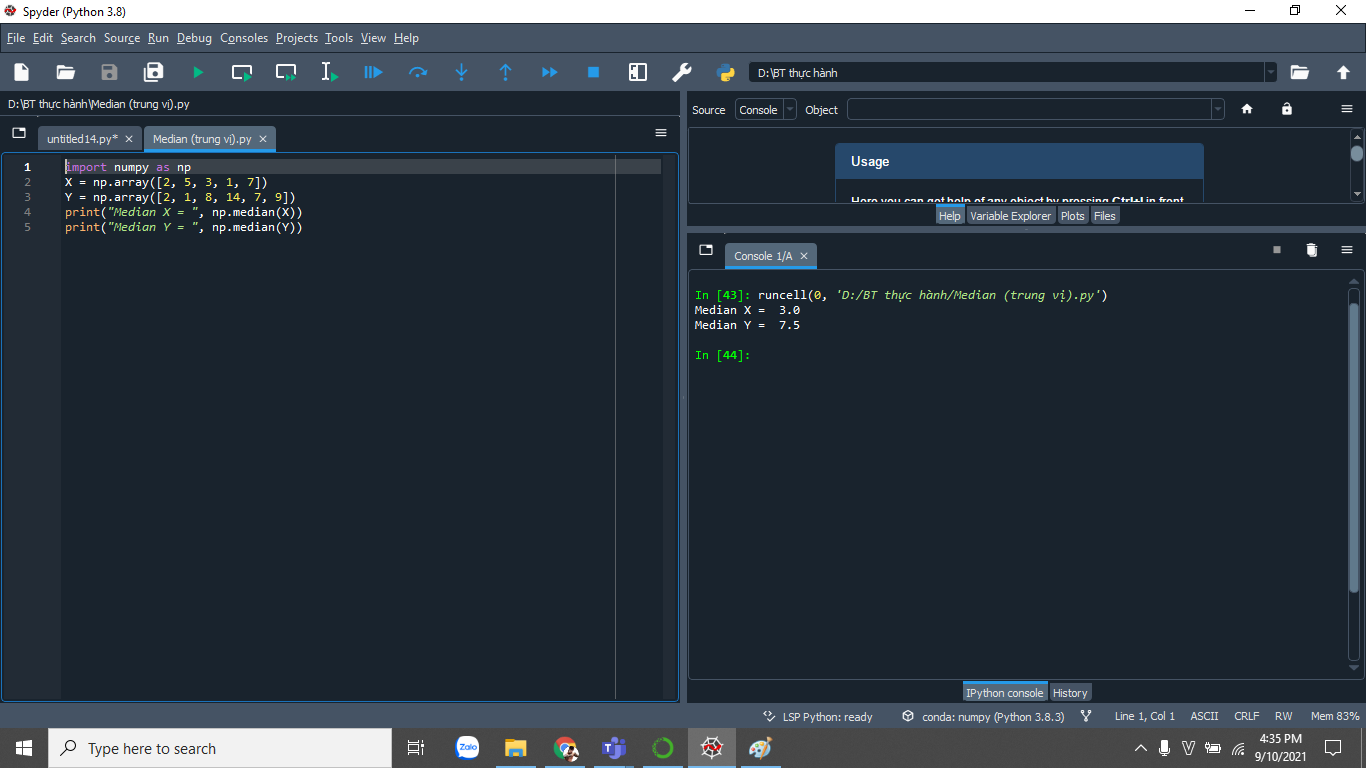 Spyder (Python 3.8)
File Edit Search Source Run Debug Consoles Projects Tools View Help
D:\BT thực hành
D:\BT thực hành\Median (trung vị).py
untitled14.py* Median (trung vị).py
1 import numpy as np
2 X = np.array([2, 5, 3, 1, 7])
3 Y = np.array([2, 1, 8, 14, 7, 9])
4 print("Median X = ", np.median(X))
5 print("Median Y = ", np.median(Y))
Source Console Object
Usage
Here you can get help of any object by pressing Ctrl+I in front
Help Variable Explorer Plots Files
Console 1/A
In [43]: runcell(0, 'D:/BT thực hành/Median (trung vị).py')
Median X =  3.0
Median Y =  7.5
In [44]:
IPython console History
LSP Python: ready conda: numpy (Python 3.8.3) Line 1, Col 1 ASCII CRLF RW Mem 83%
Type here to search
Zalo
4:35 PM
9/10/2021